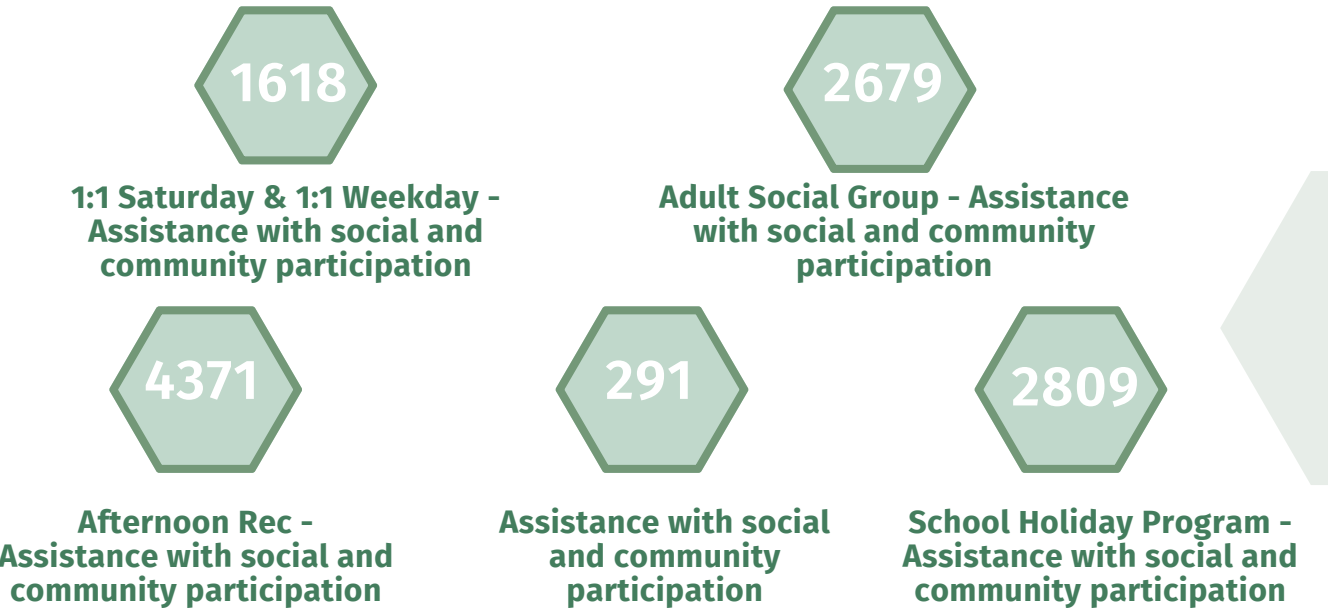 1618
1:1 Saturday & 1:1 Weekday -
Assistance with social and
community participation
2679
Adult Social Group - Assistance
with social and community
participation
4371
Afternoon Rec -
Assistance with social and
community participation
291
Assistance with social
and community
participation
2809
School Holiday Program -
Assistance with social and
community participation